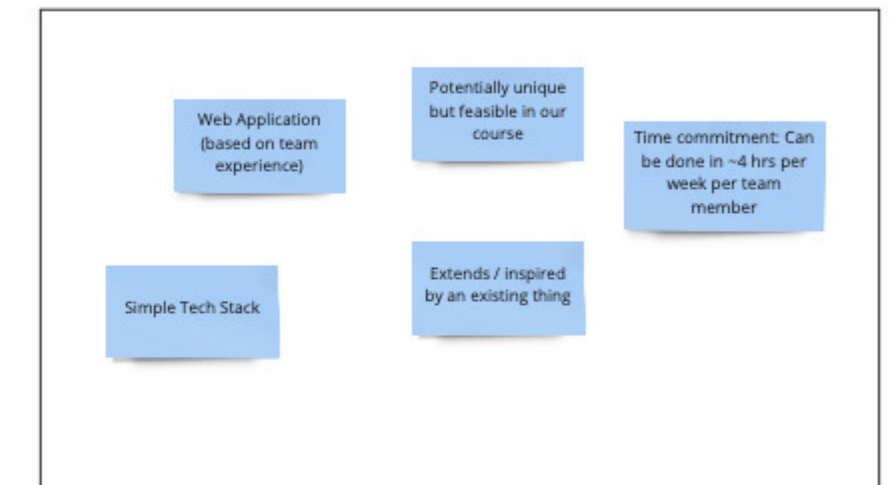 Web Application
(based on team
experience)
Potentially unique
but feasible in our
course
Time commitment: Can
be done in ~4 hrs per
week per team
member
Simple Tech Stack
Extends / inspired
by an existing thing